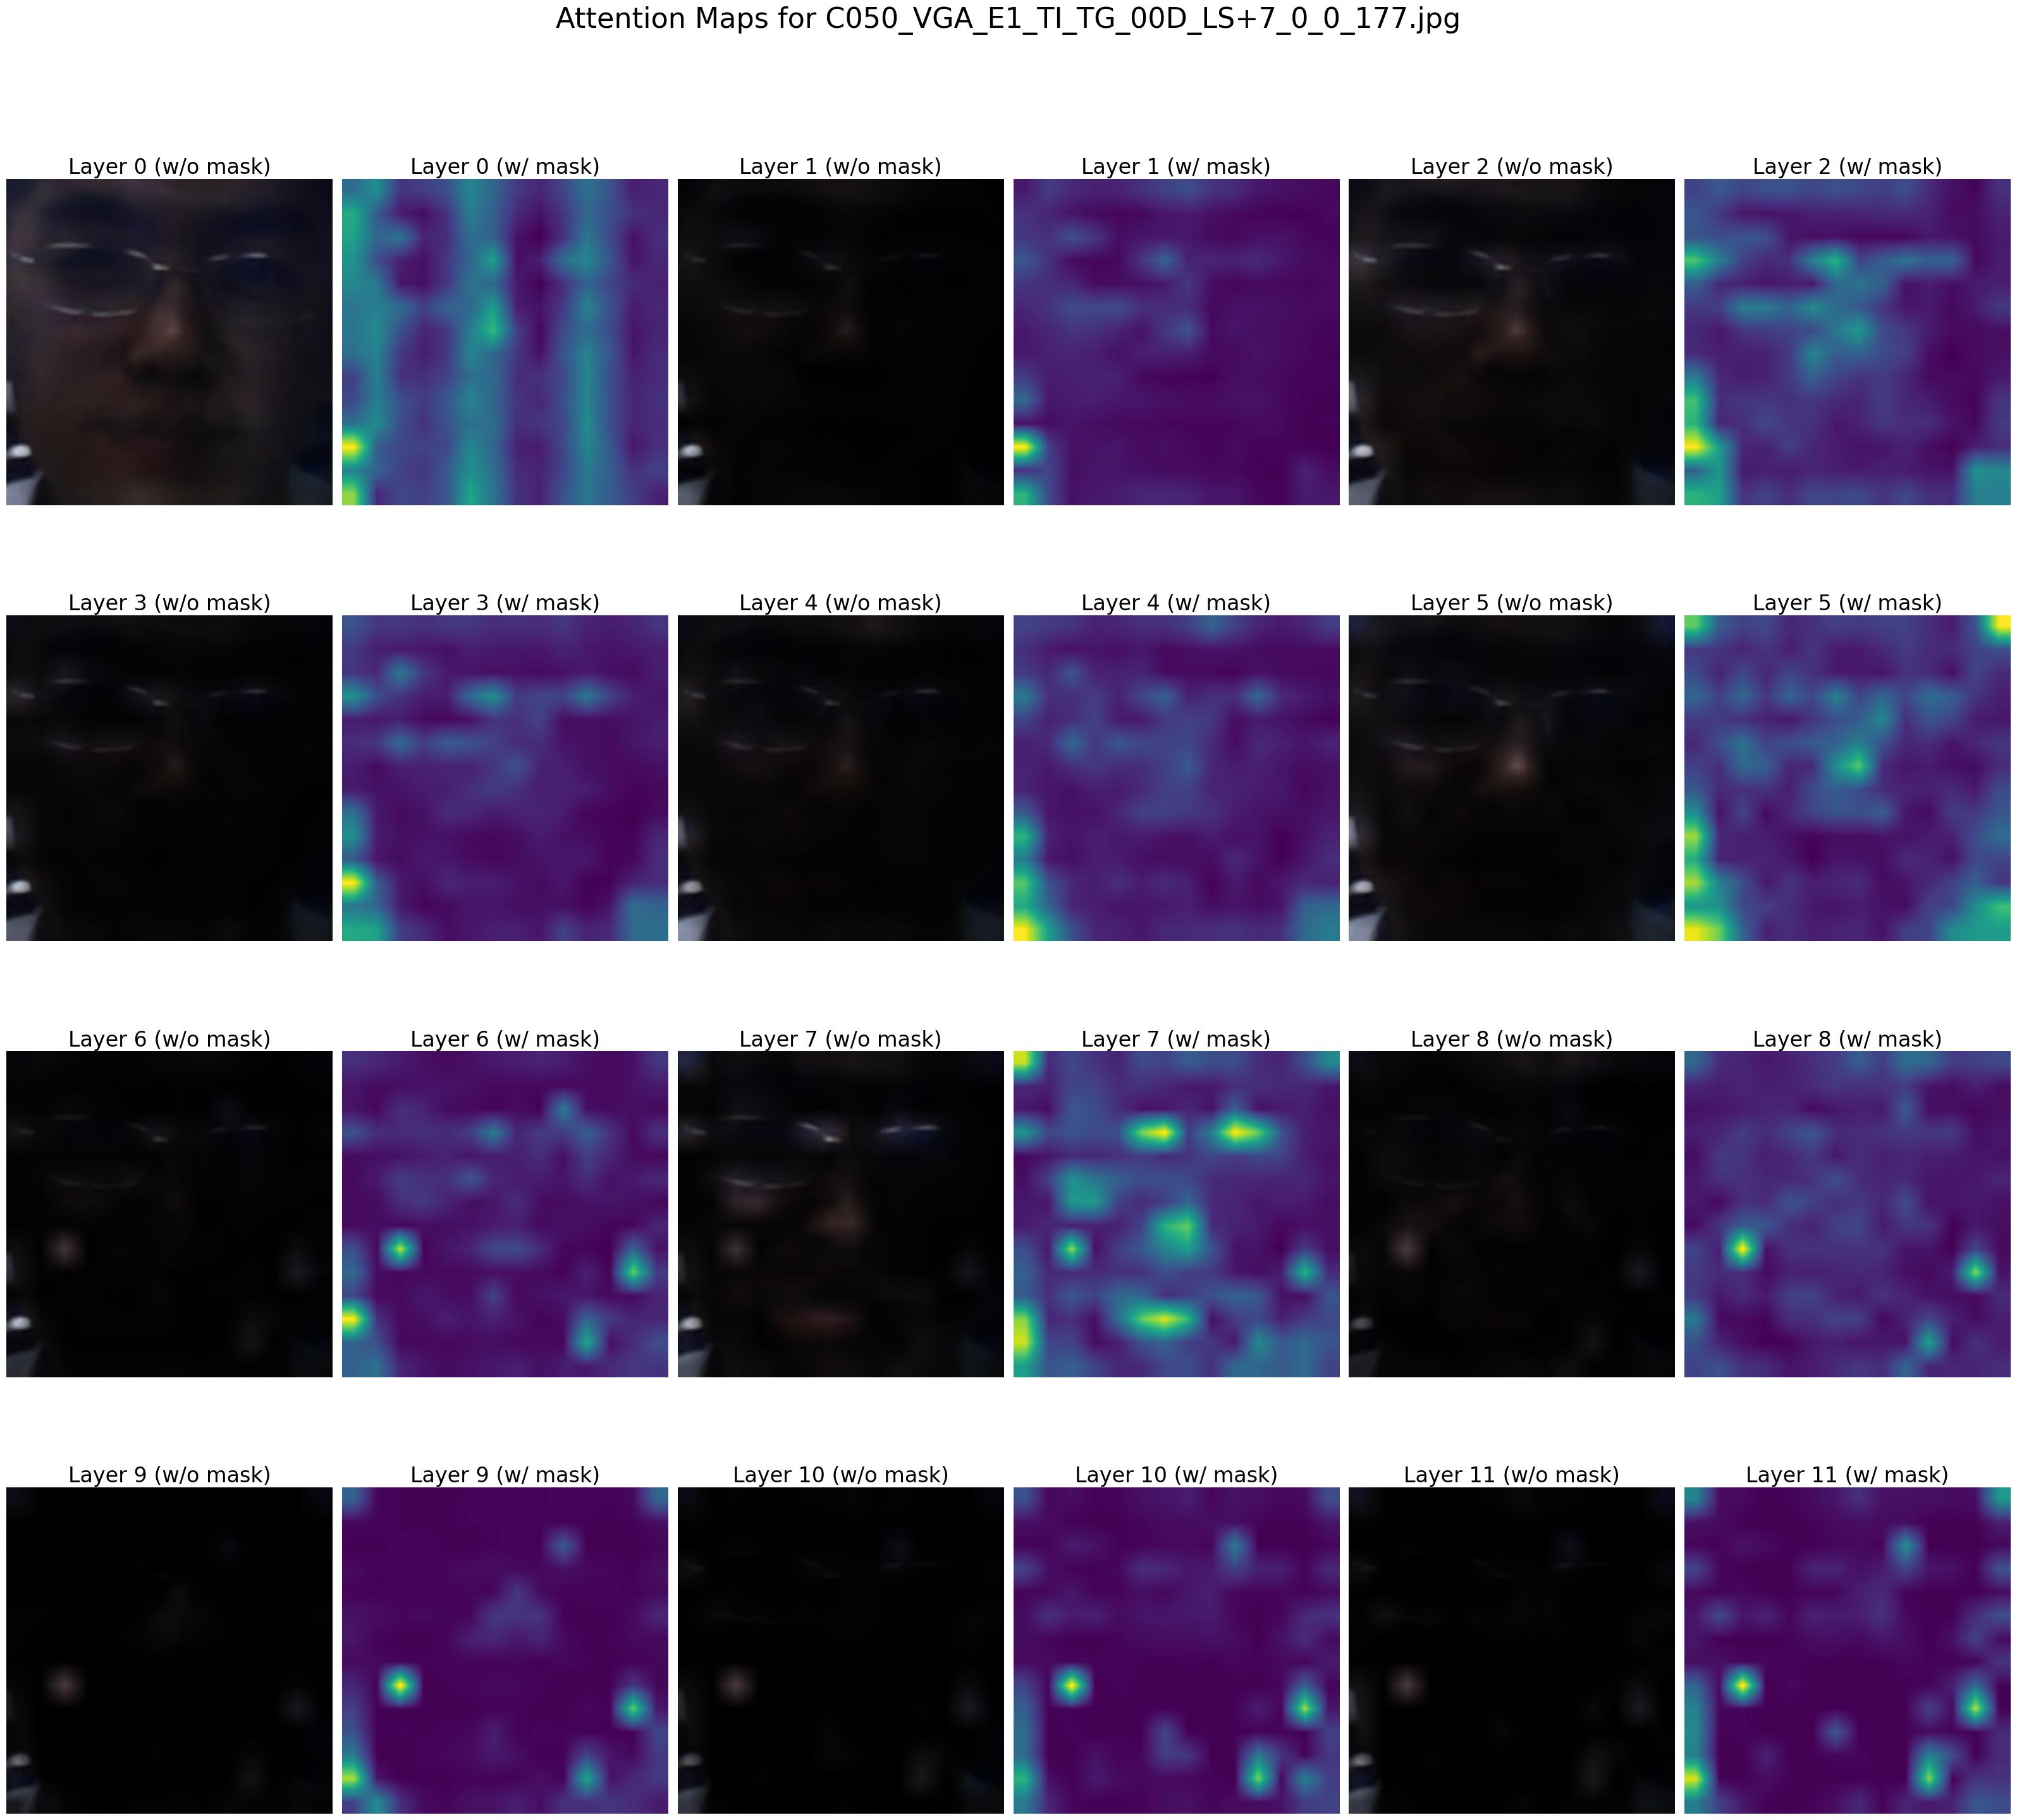 Attention Maps for C050_VGA_E1_TI_TG_00D_LS+7_0_0_177.jpg
Layer 0 (w/o mask) Layer 0 (w/ mask) Layer 1 (w/o mask) Layer 1 (w/ mask) Layer 2 (w/o mask) Layer 2 (w/ mask)
Layer 3 (w/o mask) Layer 3 (w/ mask) Layer 4 (w/o mask) Layer 4 (w/ mask) Layer 5 (w/o mask) Layer 5 (w/ mask)
Layer 6 (w/o mask) Layer 6 (w/ mask) Layer 7 (w/o mask) Layer 7 (w/ mask) Layer 8 (w/o mask) Layer 8 (w/ mask)
Layer 9 (w/o mask) Layer 9 (w/ mask) Layer 10 (w/o mask) Layer 10 (w/ mask) Layer 11 (w/o mask) Layer 11 (w/ mask)